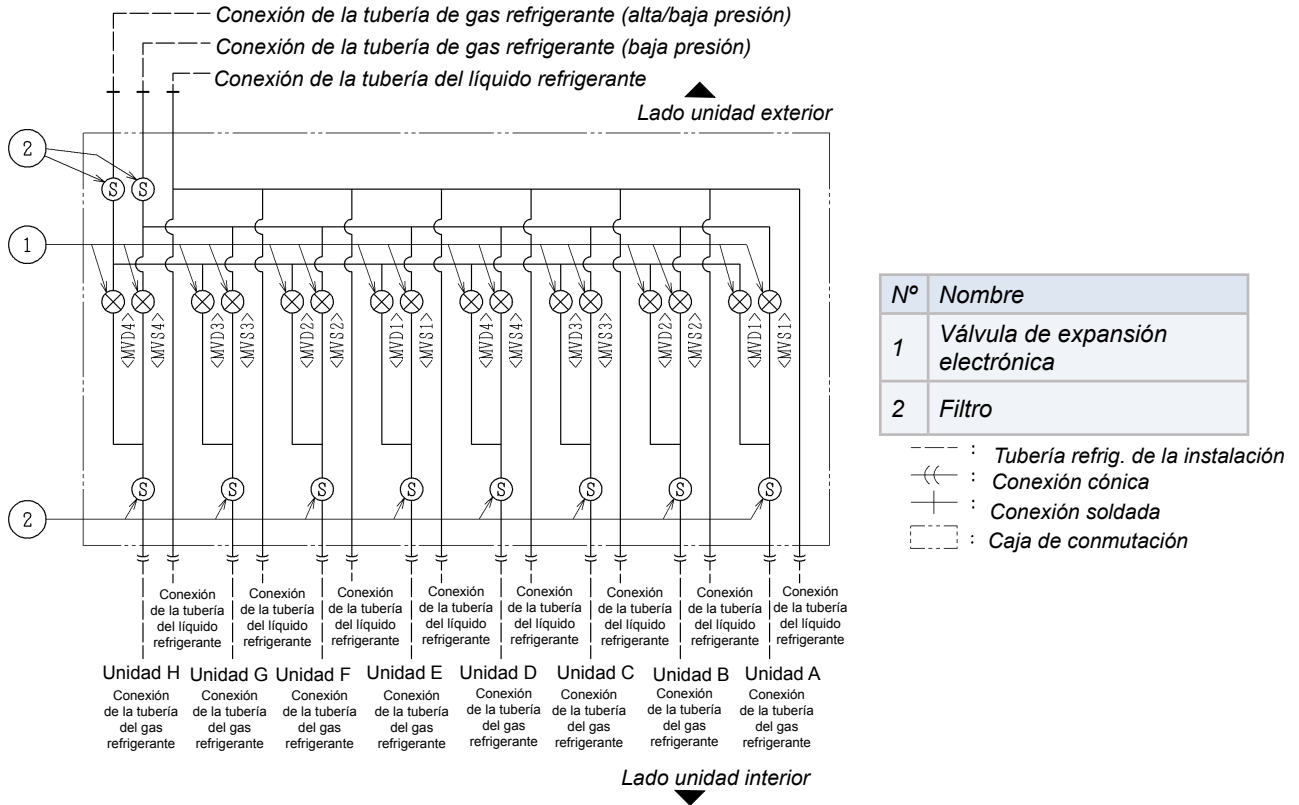 Conexión de la tubería de gas refrigerante (alta/baja presión)
Conexión de la tubería de gas refrigerante (baja presión)
Conexión de la tubería del líquido refrigerante
Lado unidad exterior
2
S
S
1
<MVD4>
<MVS4>
<MVD3>
<MVS3>
<MVD2>
<MVS2>
<MVD1>
<MVS1>
<MVD4>
<MVS4>
<MVD3>
<MVS3>
<MVD2>
<MVS2>
<MVD1>
<MVS1>
2
S
S
S
S
S
S
S
S
Conexión
de la tubería
del líquido
refrigerante
Conexión
de la tubería
del líquido
refrigerante
Conexión
de la tubería
del líquido
refrigerante
Conexión
de la tubería
del líquido
refrigerante
Conexión
de la tubería
del líquido
refrigerante
Conexión
de la tubería
del líquido
refrigerante
Conexión
de la tubería
del líquido
refrigerante
Conexión
de la tubería
del líquido
refrigerante
Unidad H
Conexión
de la tubería
del gas
refrigerante
Unidad G
Conexión
de la tubería
del gas
refrigerante
Unidad F
Conexión
de la tubería
del gas
refrigerante
Unidad E
Conexión
de la tubería
del gas
refrigerante
Unidad D
Conexión
de la tubería
del gas
refrigerante
Unidad C
Conexión
de la tubería
del gas
refrigerante
Unidad B
Conexión
de la tubería
del gas
refrigerante
Unidad A
Conexión
de la tubería
del gas
refrigerante
Lado unidad interior
Nº Nombre
1 Válvula de expansión
electrónica
2 Filtro
: Tubería refrig. de la instalación
: Conexión cónica
: Conexión soldada
: Caja de conmutación